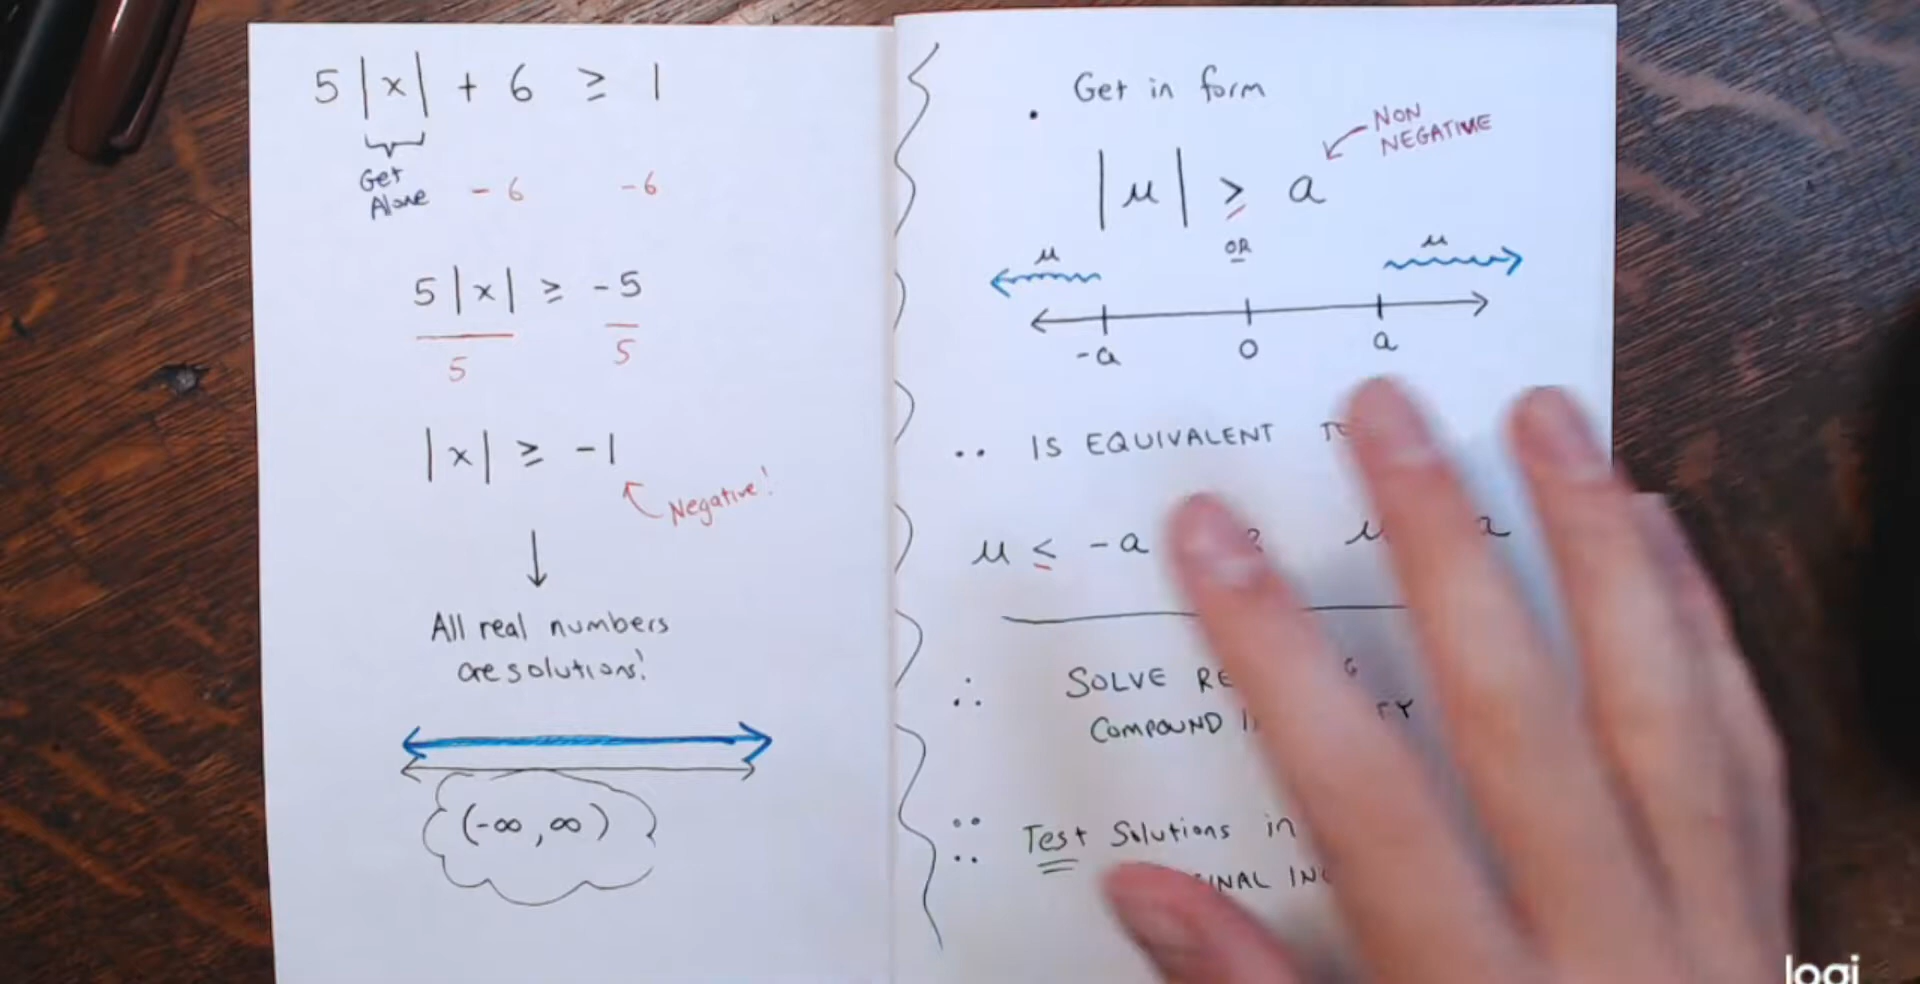 5|x| + 6 ≥ 1
Get
Alone
-6 -6
5|x| ≥ -5
5 5
|x| ≥ -1
Negative!
All real numbers
are solutions!
(-∞, ∞)
Get in form
NON
NEGATIVE
|u| ≥ a
OR
u u
-a 0 a
IS EQUIVALENT
u ≤ -a
SOLVE
COMPOUND
Test Solutions in
logi